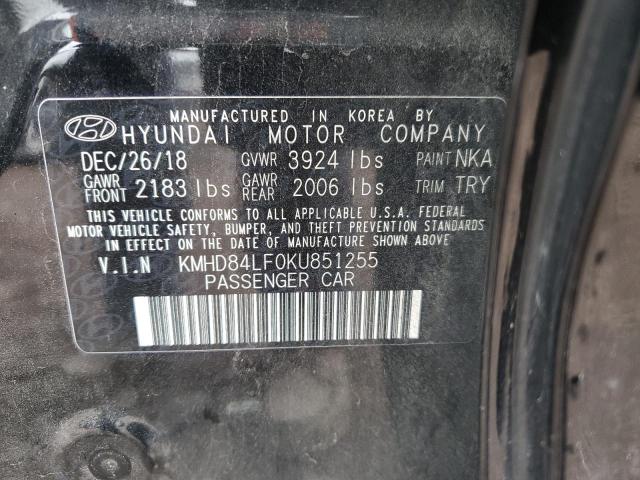 MANUFACTURED IN KOREA BY
HYUNDAI MOTOR COMPANY
DEC/26/18 GVWR 3924 lbs PAINT NKA
GAWR FRONT 2183 lbs GAWR REAR 2006 lbs TRIM TRY
THIS VEHICLE CONFORMS TO ALL APPLICABLE U.S.A. FEDERAL
MOTOR VEHICLE SAFETY, BUMPER, AND THEFT PREVENTION STANDARDS
IN EFFECT ON THE DATE OF MANUFACTURE SHOWN ABOVE.
V.I.N KMHD84LF0KU851255
PASSENGER CAR